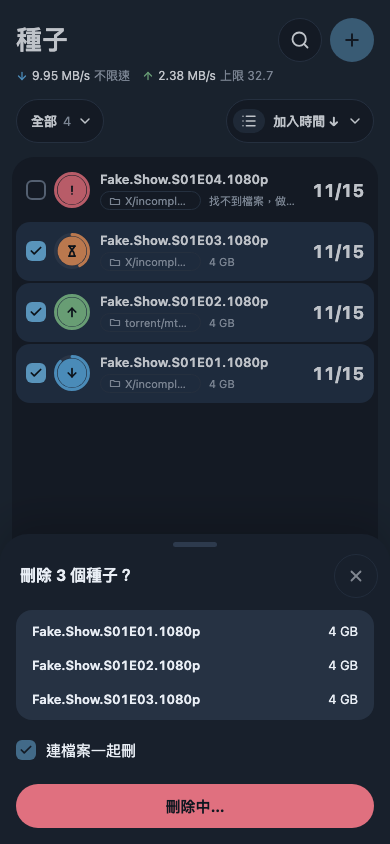 種子
9.95 MB/s 不限速 2.38 MB/s 上限 32.7
全部 4 加入時間
Fake.Show.S01E04.1080p
X/incompl... 找不到檔案，做...
11/15
Fake.Show.S01E03.1080p
X/incompl... 4 GB
11/15
Fake.Show.S01E02.1080p
torrent/mt... 4 GB
11/15
Fake.Show.S01E01.1080p
X/incompl... 4 GB
11/15
刪除 3 個種子？
Fake.Show.S01E01.1080p 4 GB
Fake.Show.S01E02.1080p 4 GB
Fake.Show.S01E03.1080p 4 GB
連檔案一起刪
刪除中...